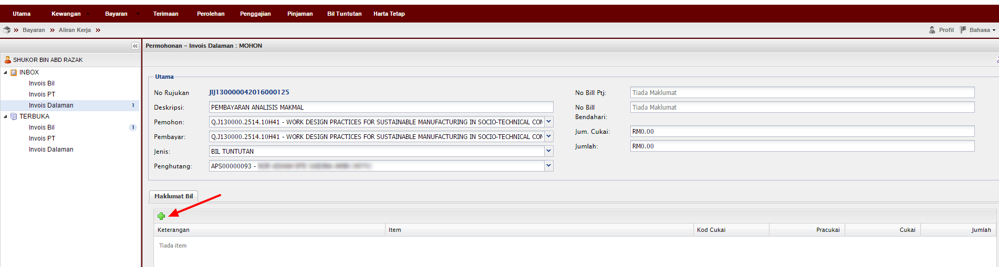 Utama Kewangan Bayaran Terimaan Perolehan Penggajian Pinjaman Bil Tuntutan Harta Tetap
Bayaran Aliran Kerja
Profil Bahasa
SHUKOR BIN ABD RAZAK
INBOX
Invois Bil
Invois PT
Invois Dalaman 1
TERBUKA
Invois Bil 1
Invois PT
Invois Dalaman
Permohonan - Invois Dalaman : MOHON
Utama
No Rujukan JIJ130000042016000125
Deskripsi: PEMBAYARAN ANALISIS MAKMAL
Pemohon: Q.J130000.2514.10H41 - WORK DESIGN PRACTICES FOR SUSTAINABLE MANUFACTURING IN SOCIO-TECHNICAL CON
Pembayar: Q.J130000.2514.10H41 - WORK DESIGN PRACTICES FOR SUSTAINABLE MANUFACTURING IN SOCIO-TECHNICAL CON
Jenis: BIL TUNTUTAN
Penghutang: APS00000093 -
No Bill Ptj: Tiada Maklumat
No Bill Bendahari: Tiada Maklumat
Jum. Cukai: RM0.00
Jumlah: RM0.00
Maklumat Bil
Keterangan Item Kod Cukai Pracukai Cukai Jumlah
Tiada item